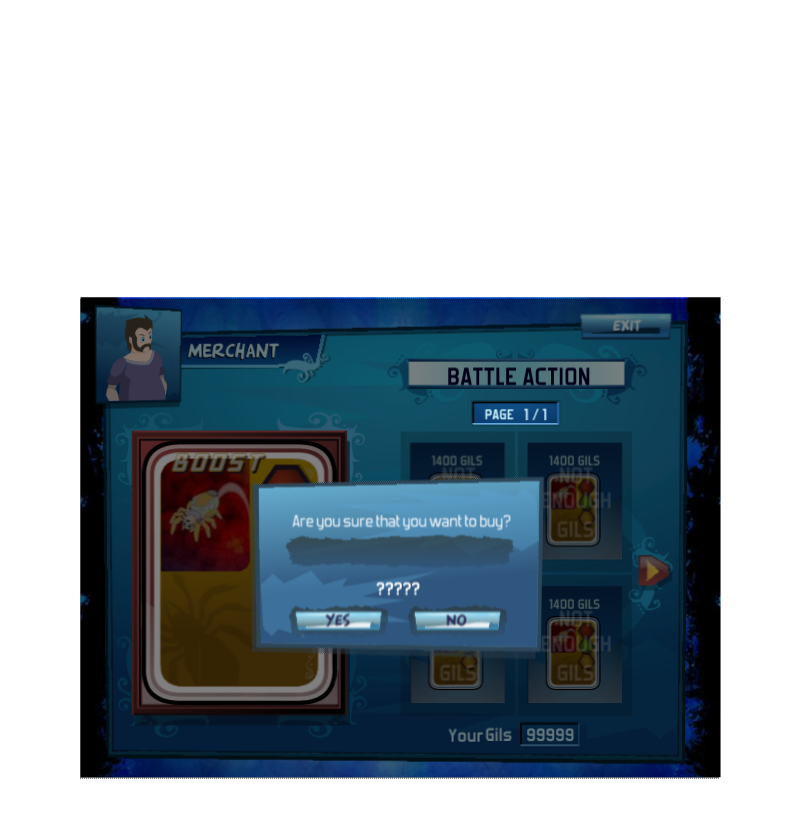 EXIT
MERCHANT
BATTLE ACTION
PAGE 1/1
BOOST
1400 GILS
NOT
1400 GILS
NOT
ENOUGH
GILS
Are you sure that you want to buy?
?????
YES
NO
GILS
1400 GILS
NOT
ENOUGH
GILS
Your Gils 99999